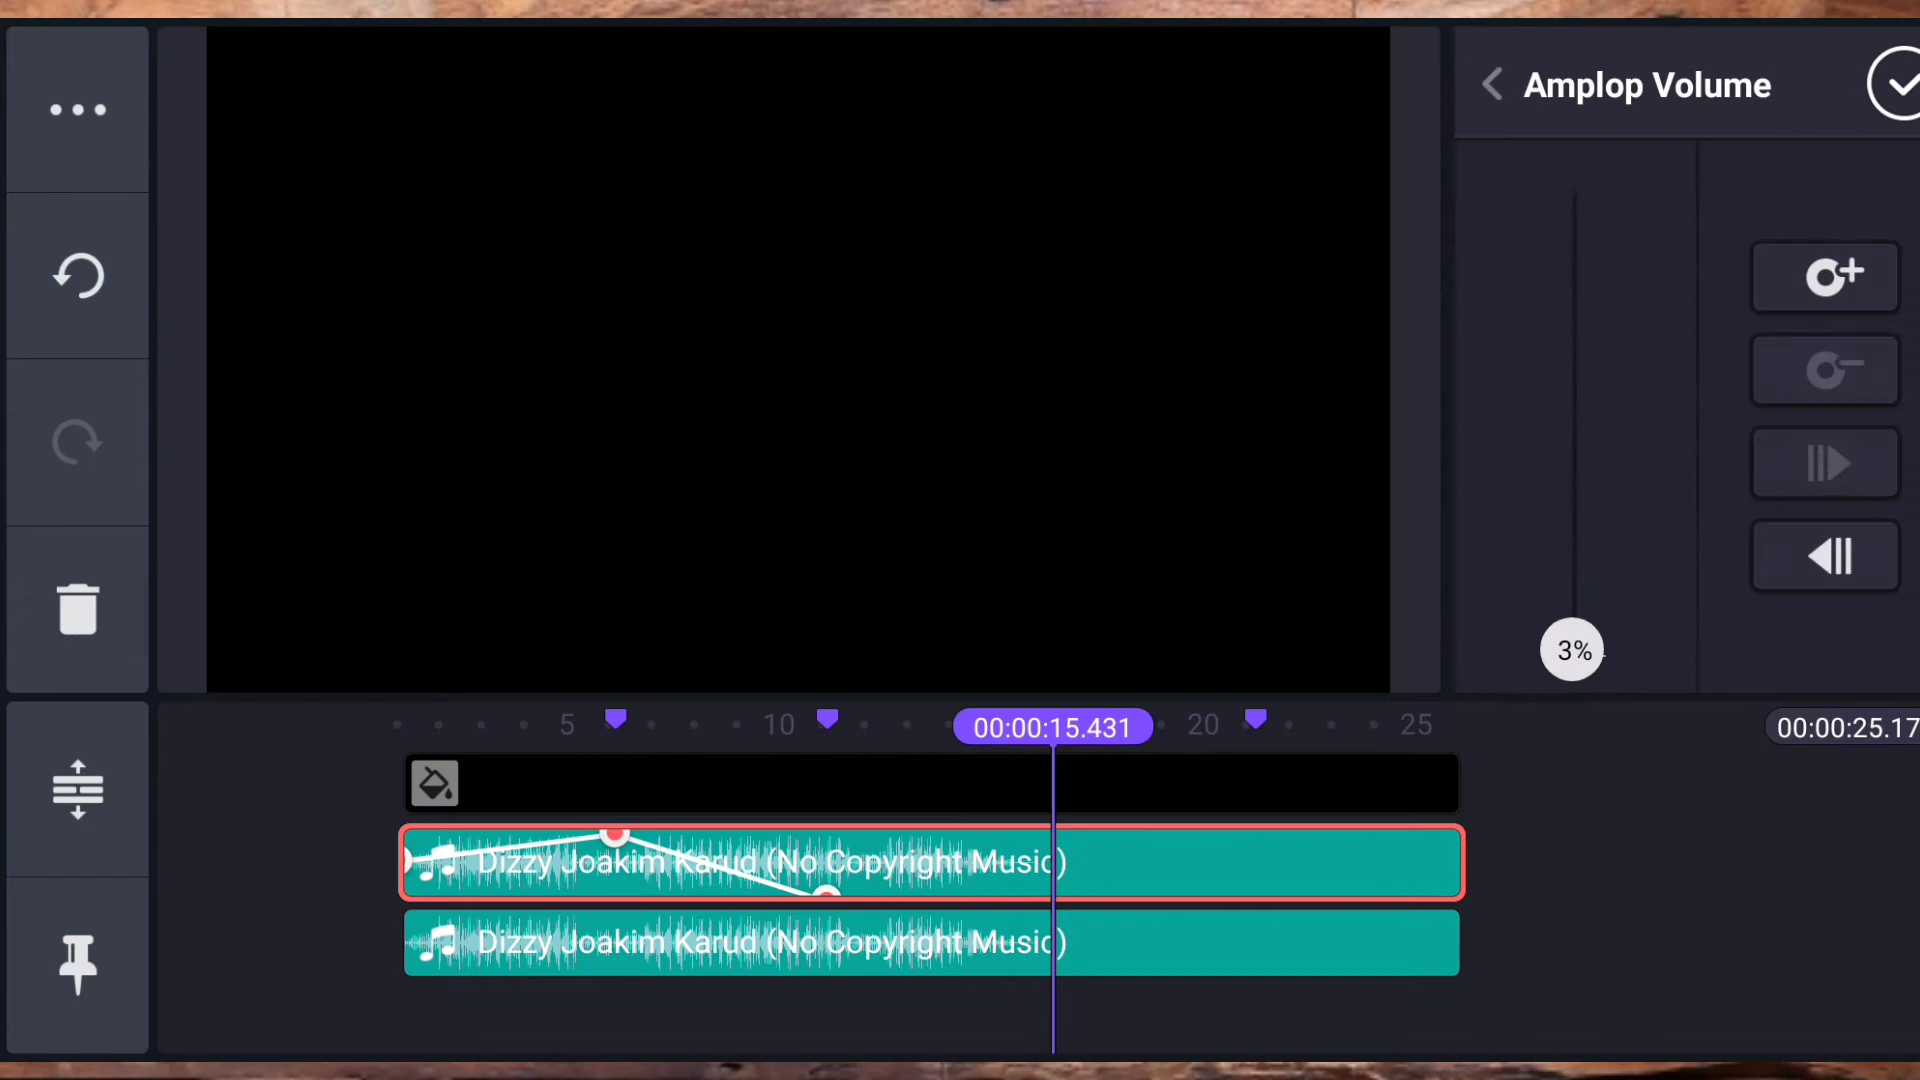 Amplop Volume
3%
5
10
00:00:15.431
20
25
00:00:25.17
Dizzy Joakim Karud (No Copyright Music)
Dizzy Joakim Karud (No Copyright Music)